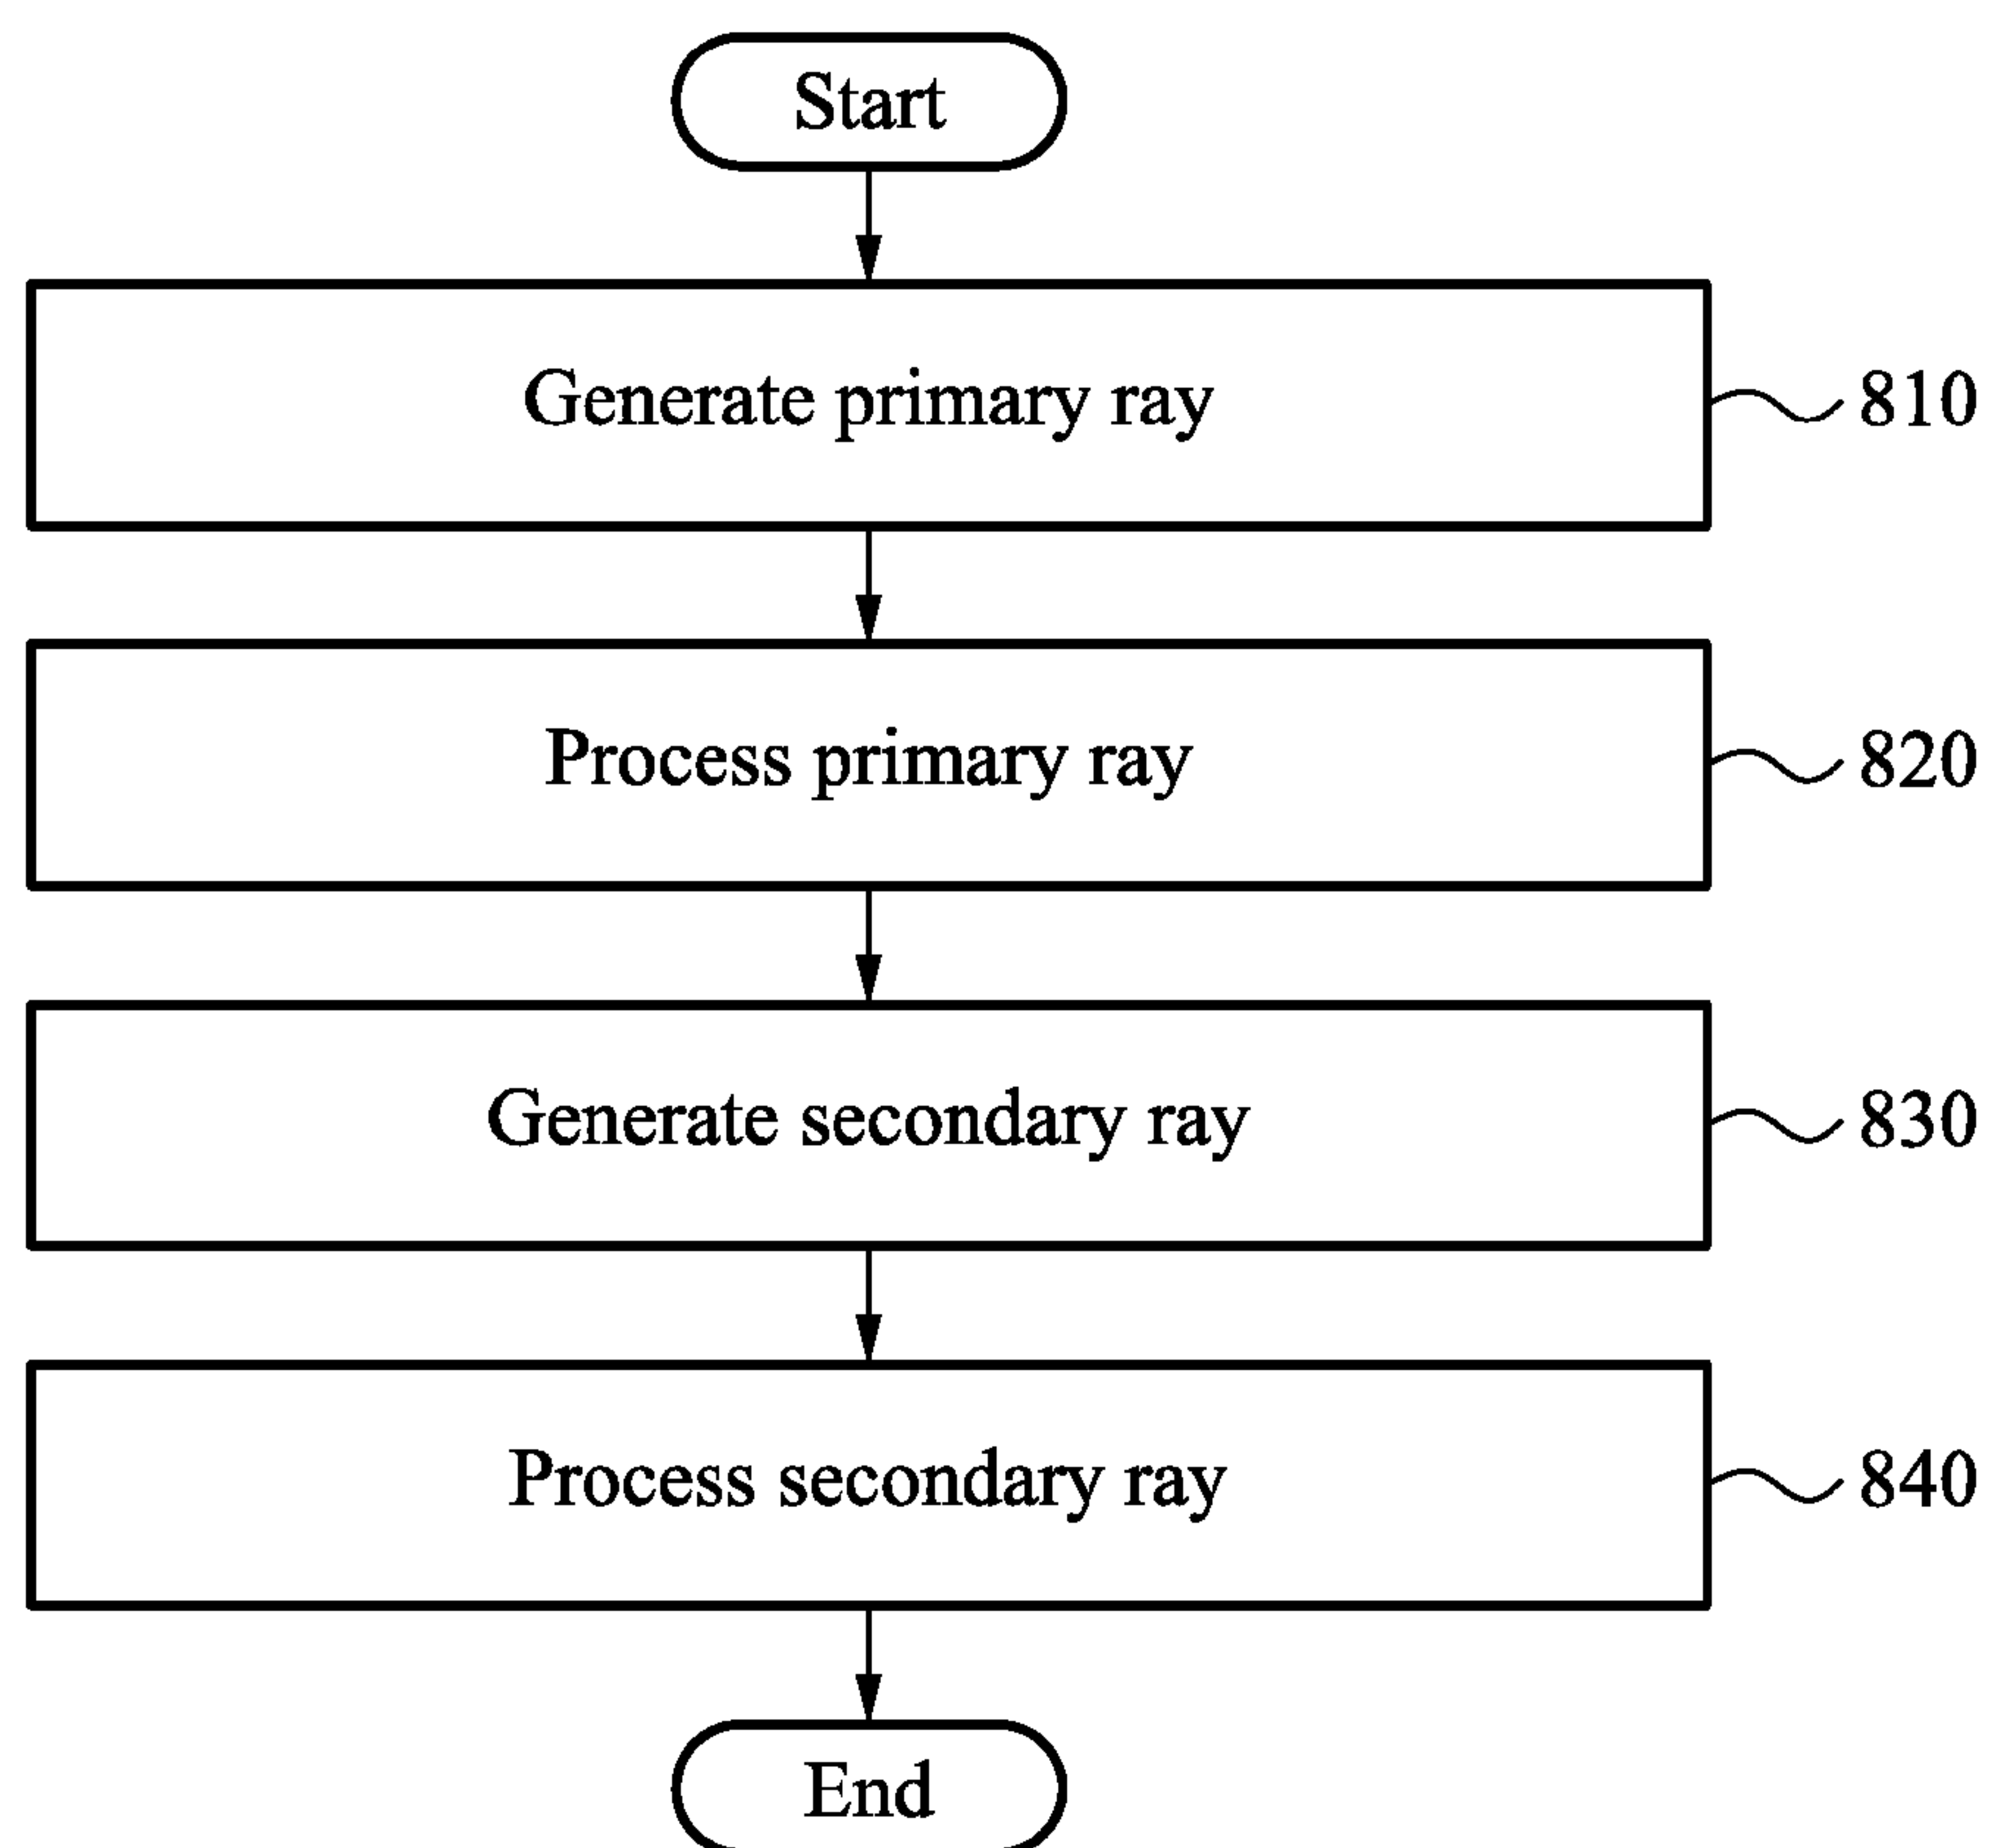 Start
Generate primary ray 810
Process primary ray 820
Generate secondary ray 830
Process secondary ray 840
End